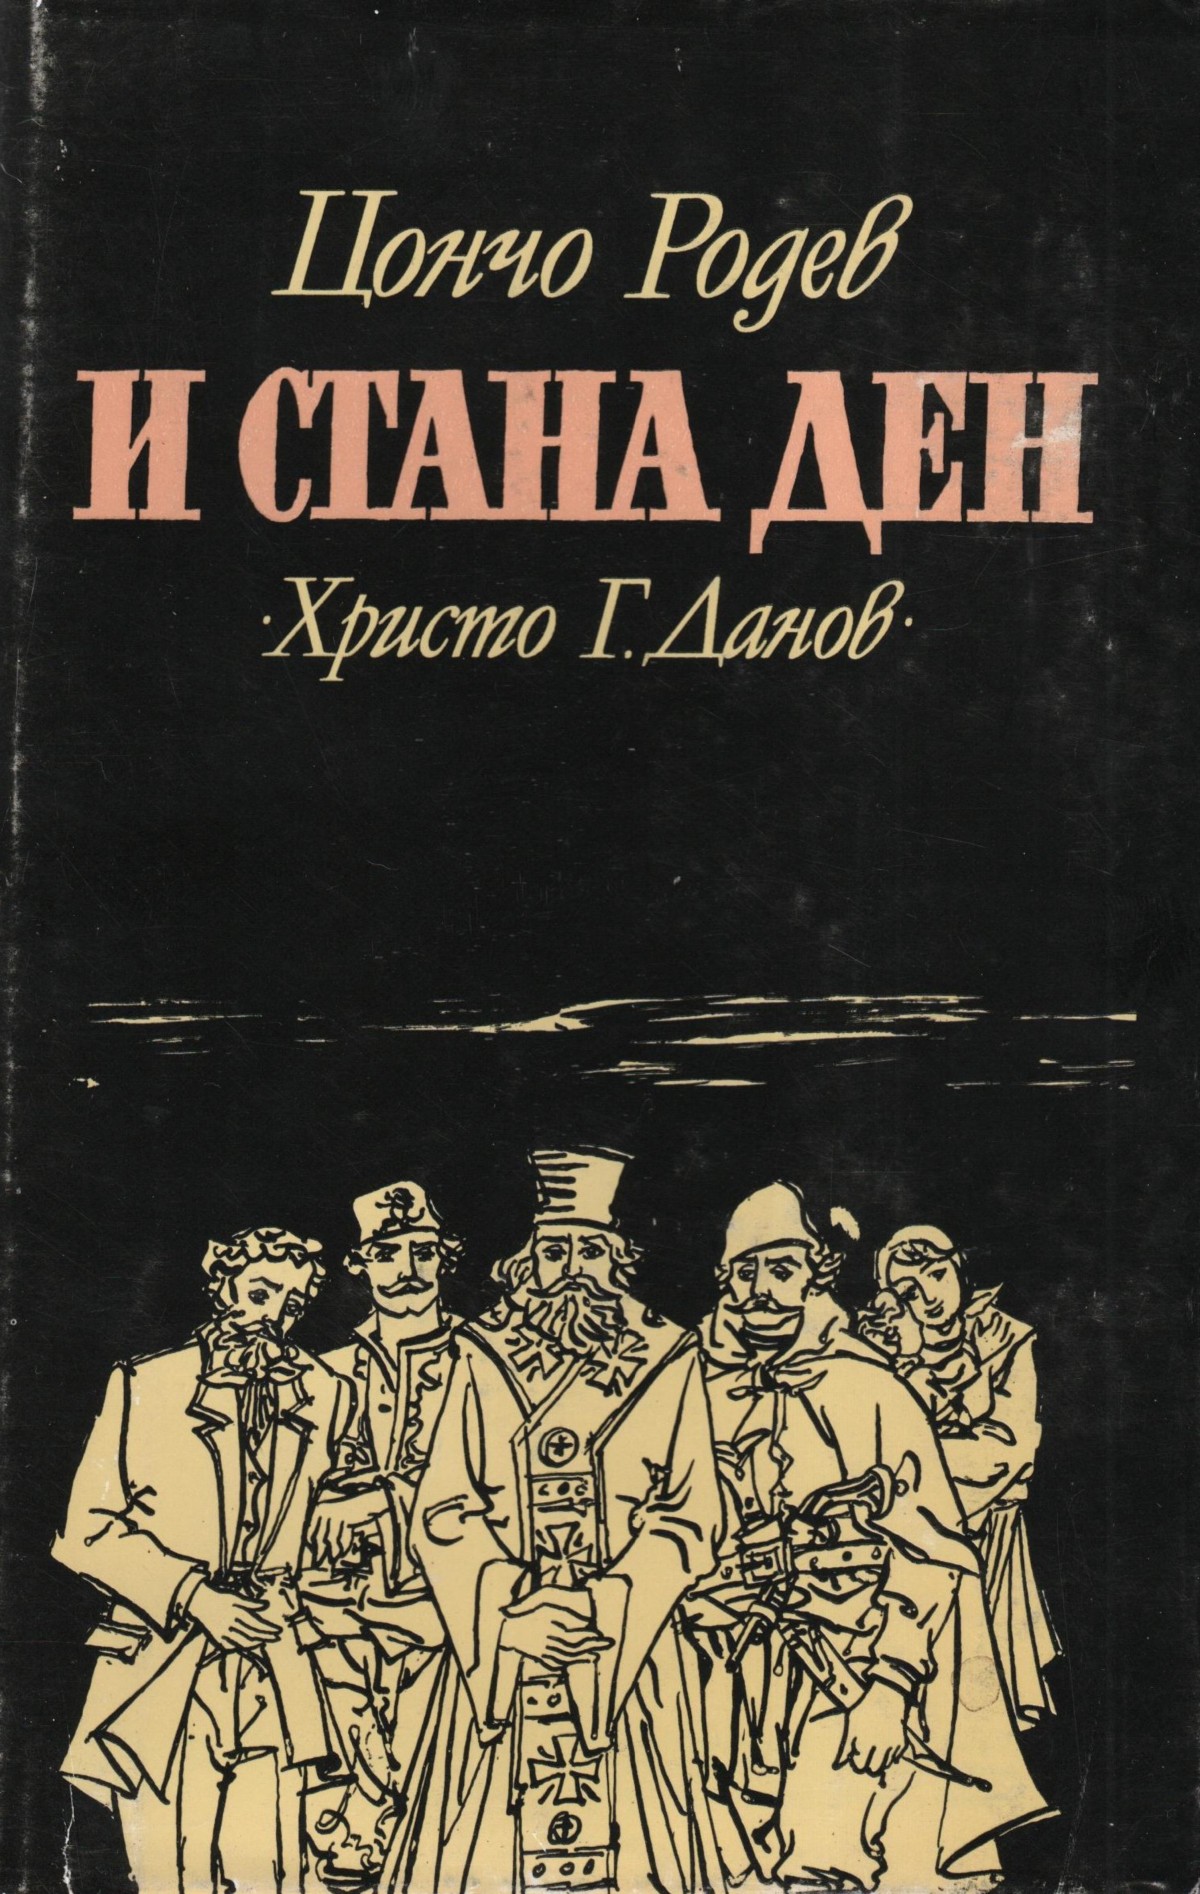 Цончо Родев
И СТАНА ДЕН
·Христо Г. Данов·